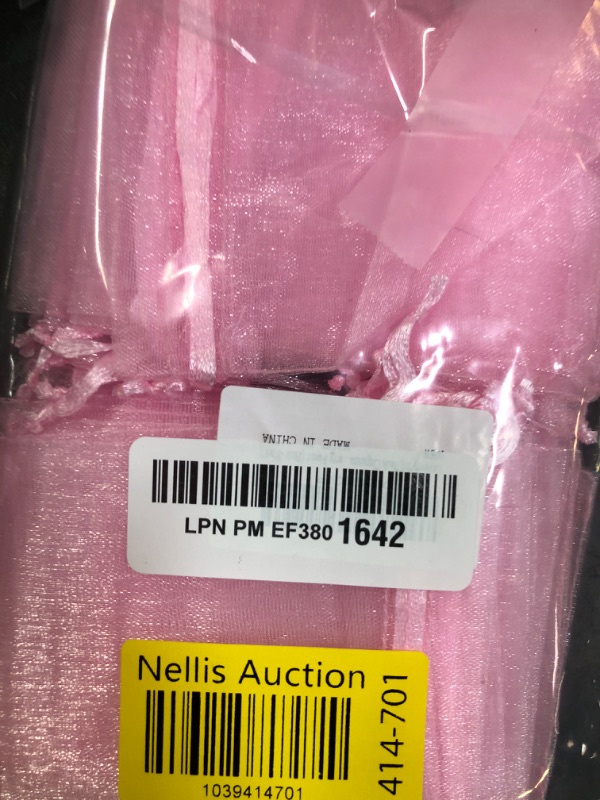 MADE IN CHINA
LPN PM EF380 1642
Nellis Auction
414-701
1039414701